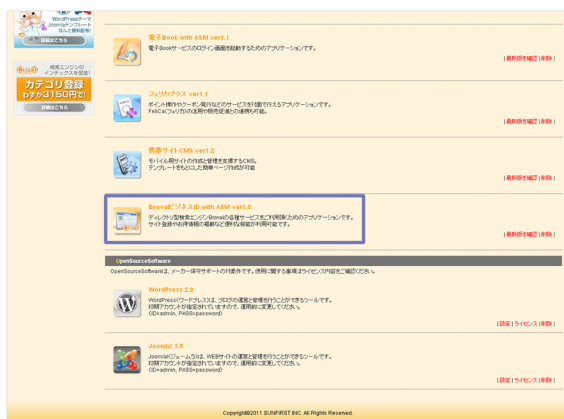 WordPressテーマ
Joomla!テンプレート
なんと無料配布!
詳細はこちら
検索エンジンの
インデックスを促進!
カテゴリ登録
わずか3150円で!
詳細はこちら
電子Book with ASM ver1.1
電子Bookサービスのログイン画面を起動するためのアプリケーションです。
| 最新版を確認 | 削除 |
フェリカプラス ver1.1
ポイント操作やクーポン発行などのサービスを対面で行えるアプリケーションです。
FeliCa(フェリカ)の活用や販売促進との連携も可能。
| 最新版を確認 | 削除 |
携帯サイトCMS ver1.2
モバイル用サイトの作成と管理を支援するCMS。
テンプレートをもとにした簡単ページ作成が可能
| 最新版を確認 | 削除 |
BrovalビジネスID with ASM ver1.0
ディレクトリ型検索エンジンBrovalの各種サービスをご利用頂くためのアプリケーションです。
サイト登録やお得情報の掲載など便利な機能が利用可能です。
| 最新版を確認 | 削除 |
OpenSourceSoftware
OpenSourceSoftwareは、メーカー保守サポートの対象外です。使用に関する事項はライセンス内容をご確認ください。
WordPress 2.9
WordPress(ワードプレス)は、ブログの運営と管理を行うことができるツールです。
初期アカウントが指定されていますので、運用前に変更してください。
(ID=admin, PASS=password)
| 設定 | ライセンス | 削除 |
Joomla! 1.5
Joomla!(ジュームラ)は、WEBサイトの運営と管理を行うことができるツールです。
初期アカウントが指定されていますので、運用前に変更してください。
(ID=admin, PASS=password)
| 設定 | ライセンス | 削除 |
Copyright©2011 SUNFIRST INC. All Rights Reserved.